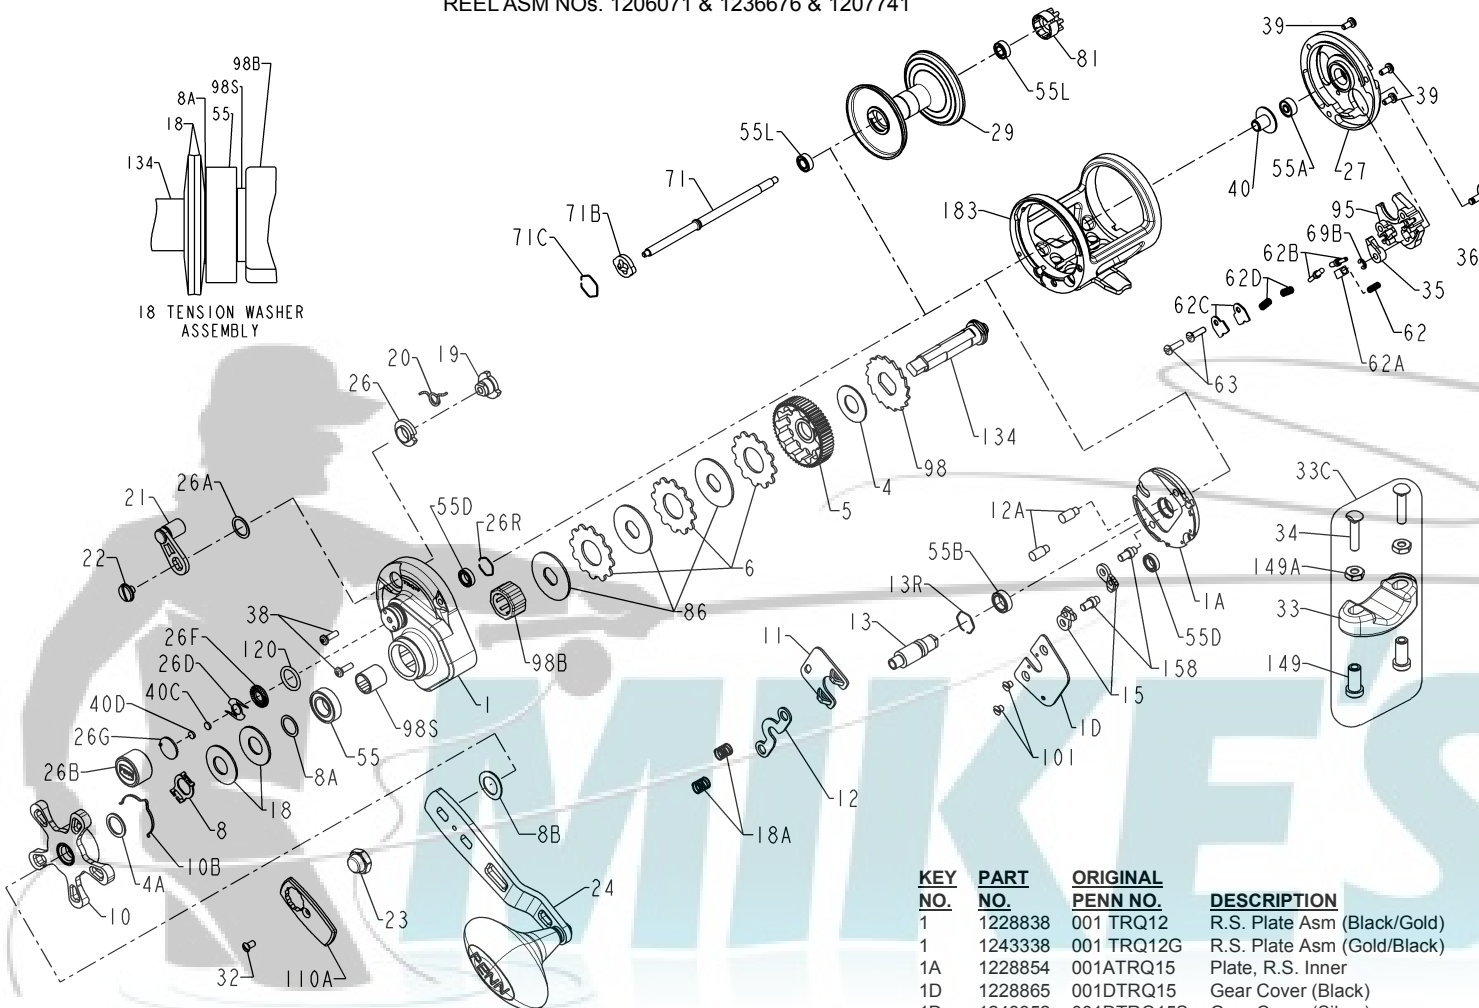 REEL ASM NOs. 1206071 & 1236676 & 1207741
39
81
98B
55L
98S
8A
39
29
55
55L
18
55A
27
134
40
71
95
183
71B
69B
71C
62B
36
62D
35
62C
62
18 TENSION WASHER
ASSEMBLY
62A
19
20
26
63
134
98
33C
26A
4
21
5
55D
12A
34
26R
22
55B
6
149A
13R
1A
86
38
13
33
11
26F
120
55D
98B
26D
158
149
40C
1
15
40D
98S
1D
26G
55
101
8A
26B
12
18
8
8B
18A
10B
4A
24
10
23
KEY PART ORIGINAL
NO. NO. PENN NO. DESCRIPTION
1 1228838 001 TRQ12 R.S. Plate Asm (Black/Gold)
1 1243338 001 TRQ12G R.S. Plate Asm (Gold/Black)
1A 1228854 001ATRQ15 Plate, R.S. Inner
1D 1228865 001DTRQ15 Gear Cover (Black)
32
110A
PENN
MIKE'S